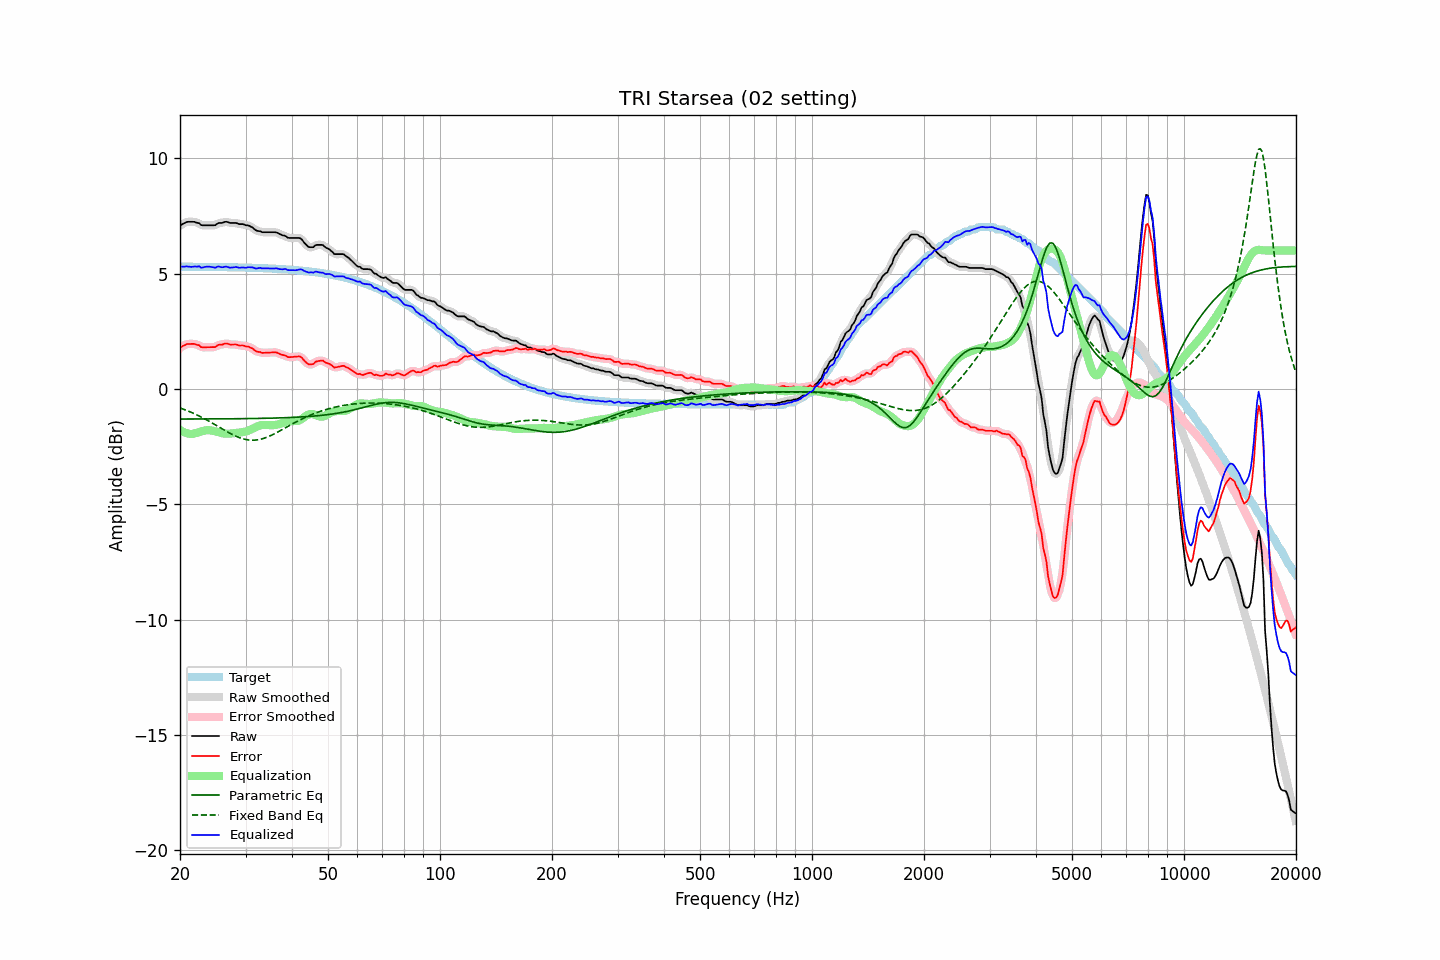 TRI Starsea (02 setting)
Amplitude (dBr)
10
5
0
−5
−10
−15
−20
Target
Raw Smoothed
Error Smoothed
Raw
Error
Equalization
Parametric Eq
Fixed Band Eq
Equalized
20 50 100 200 500 1000 2000 5000 10000 20000
Frequency (Hz)